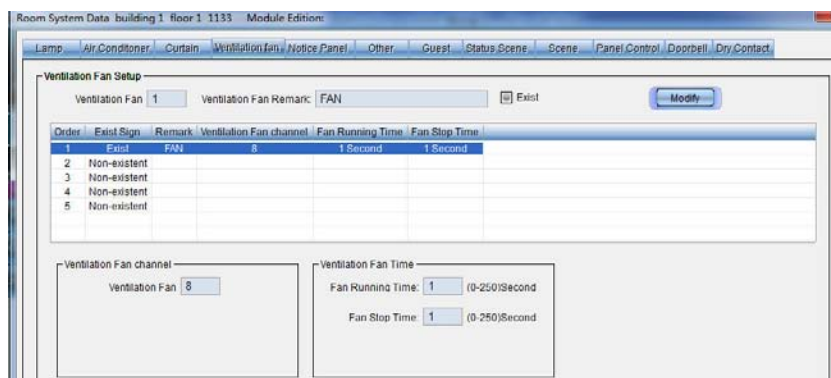 Room System Data building 1 floor 1 1133 Module Edition:
Lamp Air Conditoner Curtain Ventilation fan Notice Panel Other Guest Status Scene Scene Panel Control Doorbell Dry Contact
Ventilation Fan Setup
Ventilation Fan 1 Ventilation Fan Remark: FAN Exist Modify
Order Exist Sign Remark Ventilation Fan channel Fan Running Time Fan Stop Time
1 Exist FAN 8 1 Second 1 Second
2 Non-existent
3 Non-existent
4 Non-existent
5 Non-existent
Ventilation Fan channel Ventilation Fan Time
Ventilation Fan 8 Fan Running Time: 1 (0-250)Second
Fan Stop Time: 1 (0-250)Second